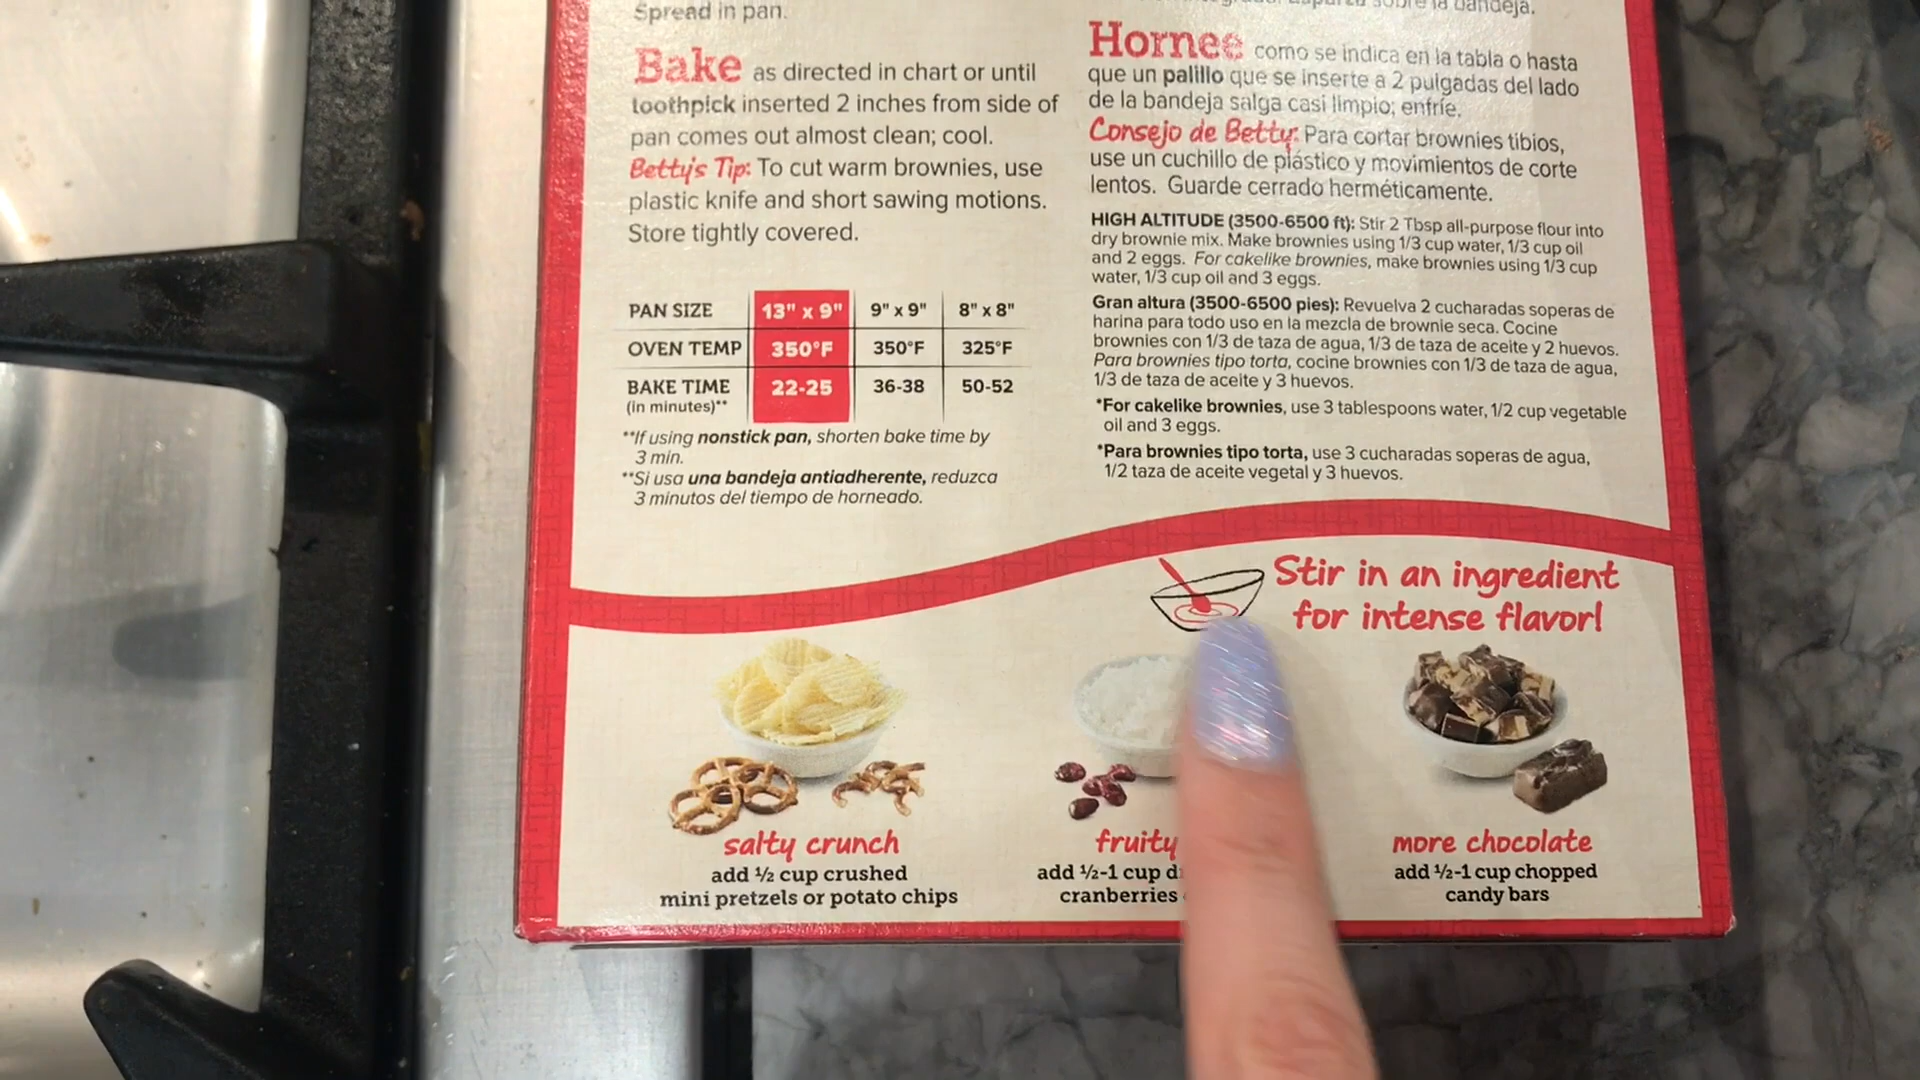 Spread in pan.
Bake as directed in chart or until
toothpick inserted 2 inches from side of
pan comes out almost clean; cool.
Betty's Tip: To cut warm brownies, use
plastic knife and short sawing motions.
Store tightly covered.
PAN SIZE 13" x 9" 9" x 9" 8" x 8"
OVEN TEMP 350°F 350°F 325°F
BAKE TIME 22-25 36-38 50-52
(in minutes)**
**If using nonstick pan, shorten bake time by
3 min.
**Si usa una bandeja antiadherente, reduzca
3 minutos del tiempo de horneado.
la bandeja.
Hornee como se indica en la tabla o hasta
que un palillo que se inserte a 2 pulgadas del lado
de la bandeja salga casi limpio; enfríe.
Consejo de Betty: Para cortar brownies tibios,
use un cuchillo de plástico y movimientos de corte
lentos. Guarde cerrado herméticamente.
HIGH ALTITUDE (3500-6500 ft): Stir 2 Tbsp all-purpose flour into
dry brownie mix. Make brownies using 1/3 cup water, 1/3 cup oil
and 2 eggs. For cakelike brownies, make brownies using 1/3 cup
water, 1/3 cup oil and 3 eggs.
Gran altura (3500-6500 pies): Revuelva 2 cucharadas soperas de
harina para todo uso en la mezcla de brownie seca. Cocine
brownies con 1/3 de taza de agua, 1/3 de taza de aceite y 2 huevos.
Para brownies tipo torta, cocine brownies con 1/3 de taza de agua,
1/3 de taza de aceite y 3 huevos.
*For cakelike brownies, use 3 tablespoons water, 1/2 cup vegetable
oil and 3 eggs.
*Para brownies tipo torta, use 3 cucharadas soperas de agua,
1/2 taza de aceite vegetal y 3 huevos.
Stir in an ingredient
for intense flavor!
salty crunch
add ½ cup crushed
mini pretzels or potato chips
fruity
add ½-1 cup
cranberries
more chocolate
add ½-1 cup chopped
candy bars